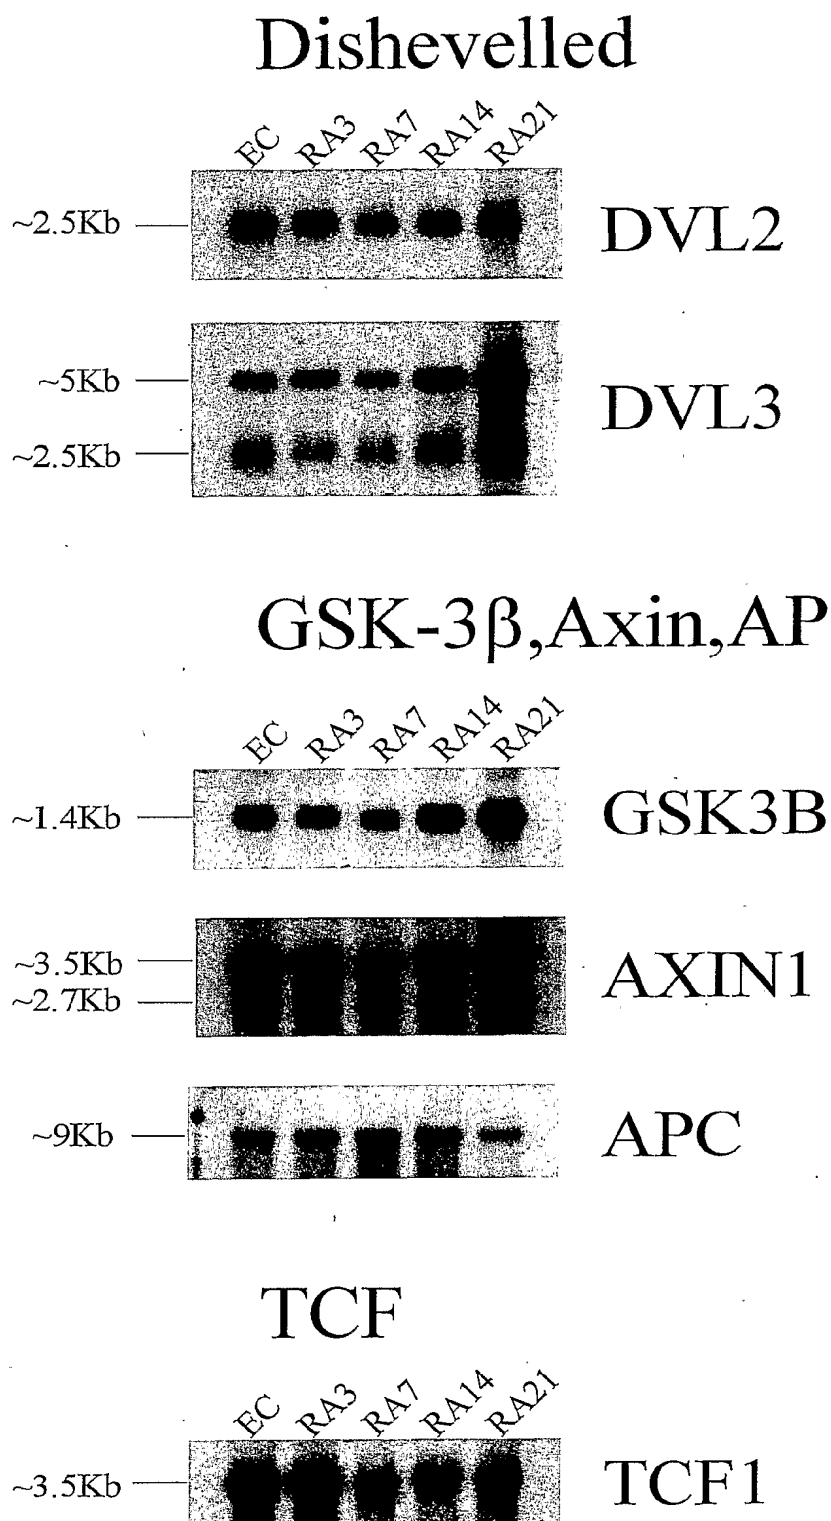 Dishevelled
EC RA3 RA7 RA14 RA21
~2.5Kb DVL2
~5Kb
DVL3
~2.5Kb
GSK-3β,Axin,AP
EC RA3 RA7 RA14 RA21
~1.4Kb GSK3B
~3.5Kb AXIN1
~2.7Kb
~9Kb APC
TCF
EC RA3 RA7 RA14 RA21
~3.5Kb TCF1